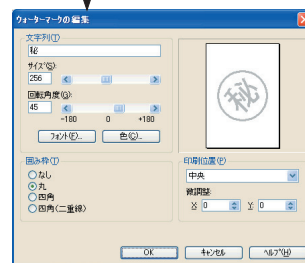 ウォーターマークの編集
文字列(T)
秘
サイズ(S):
256
回転角度(G):
45
-180 0 +180
フォント(F)... 色(C)...
囲み枠(T)
なし
丸
四角
四角(二重線)
秘
印刷位置(P)
中央
微調整:
X 0 Y 0
OK キャンセル ヘルプ(H)